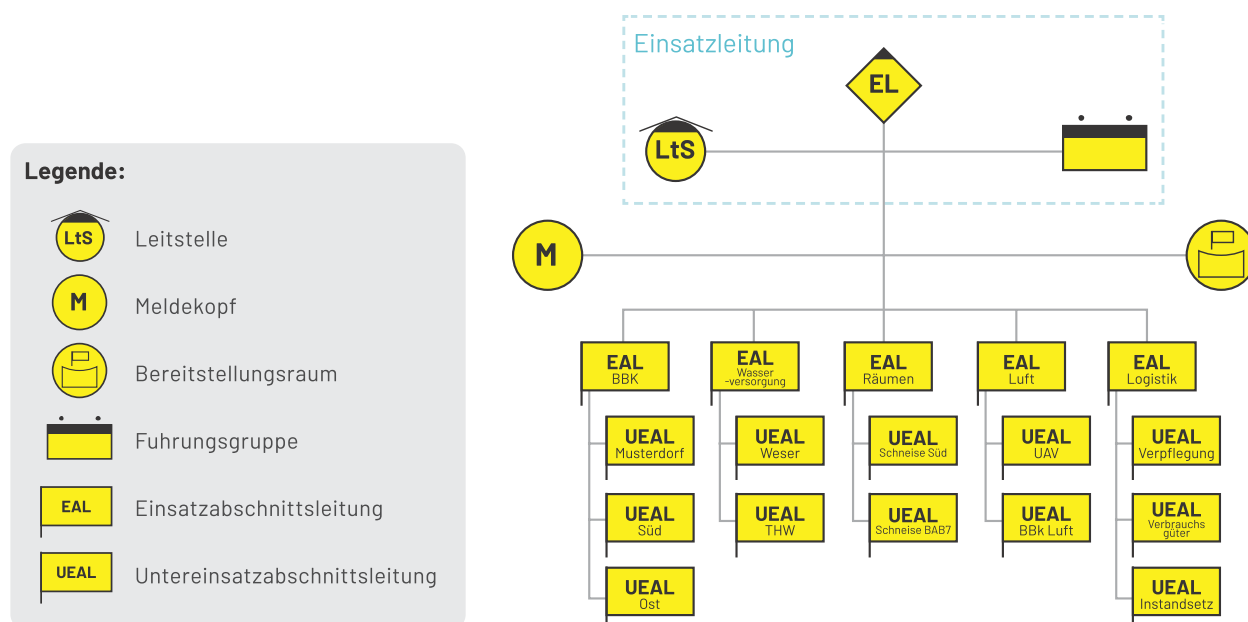 Einsatzleitung
EL
LtS
Legende:
LtS
Leitstelle
M
Meldekopf
Bereitstellungsraum
Fuhrungsgruppe
EAL
Einsatzabschnittsleitung
UEAL
Untereinsatzabschnittsleitung
M
EAL
BBK
EAL
Wasser
-versorgung
EAL
Räumen
EAL
Luft
EAL
Logistik
UEAL
Musterdorf
UEAL
Weser
UEAL
Schneise Süd
UEAL
UAV
UEAL
Verpflegung
UEAL
Süd
UEAL
THW
UEAL
Schneise BAB7
UEAL
BBk Luft
UEAL
Verbrauchs
güter
UEAL
Ost
UEAL
Instandsetz